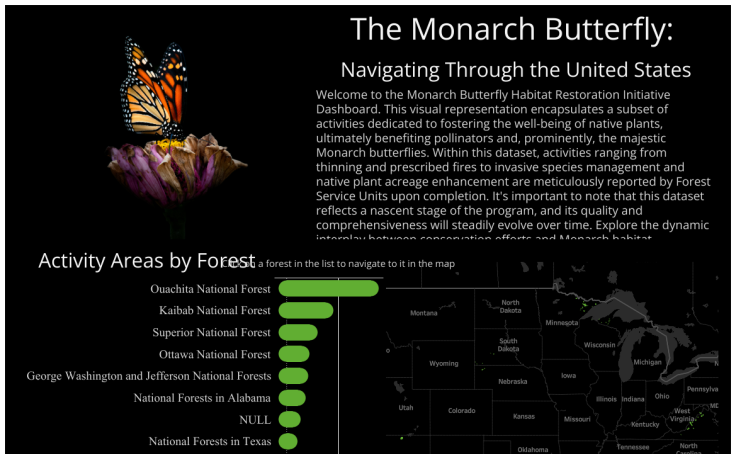 The Monarch Butterfly:
Navigating Through the United States
Welcome to the Monarch Butterfly Habitat Restoration Initiative
Dashboard. This visual representation encapsulates a subset of
activities dedicated to fostering the well-being of native plants,
ultimately benefiting pollinators and, prominently, the majestic
Monarch butterflies. Within this dataset, activities ranging from
thinning and prescribed fires to invasive species management and
native plant acreage enhancement are meticulously reported by Forest
Service Units upon completion. It's important to note that this dataset
reflects a nascent stage of the program, and its quality and
comprehensiveness will steadily evolve over time. Explore the dynamic
interplay between conservation efforts and Monarch habitat
Activity Areas by Forest
a forest in the list to navigate to it in the map
Ouachita National Forest
Kaibab National Forest
Superior National Forest
Ottawa National Forest
George Washington and Jefferson National Forests
National Forests in Alabama
NULL
National Forests in Texas
Montana
North
Dakota
Minnesota
South
Dakota
Wisconsin
Michigan
Wyoming
Iowa
Nebraska
Illinois
Indiana
Ohio
Pennsylva
Utah
Colorado
Kansas
Missouri
West
Virginia
MD
Kentucky
Oklahoma
Tennessee
North
Carolina